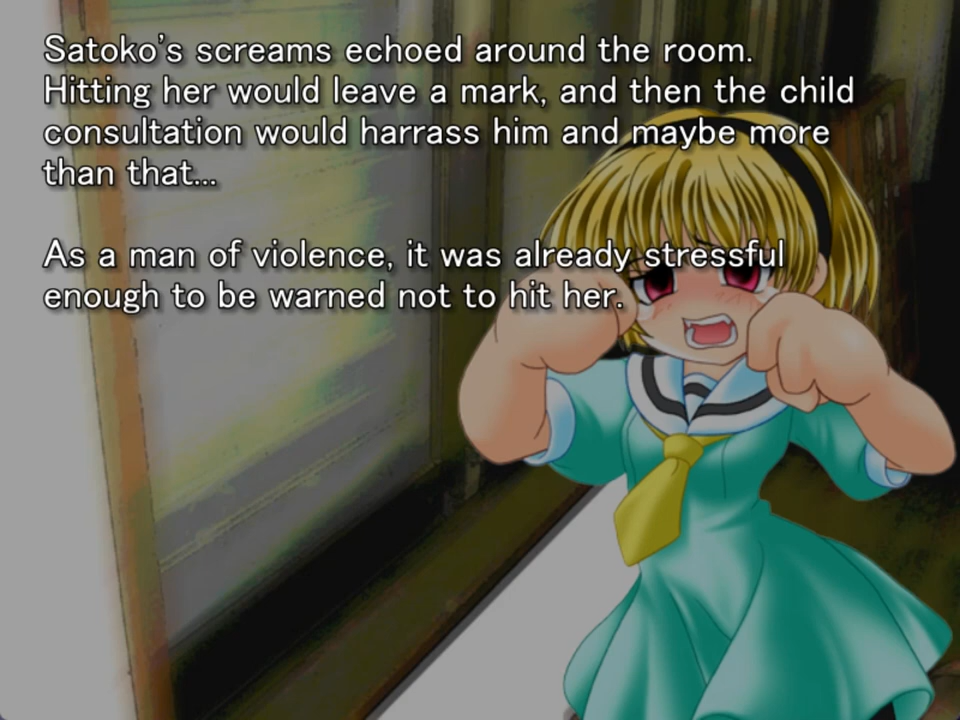 Satoko's screams echoed around the room.
Hitting her would leave a mark, and then the child
consultation would harrass him and maybe more
than that...
As a man of violence, it was already stressful
enough to be warned not to hit her.